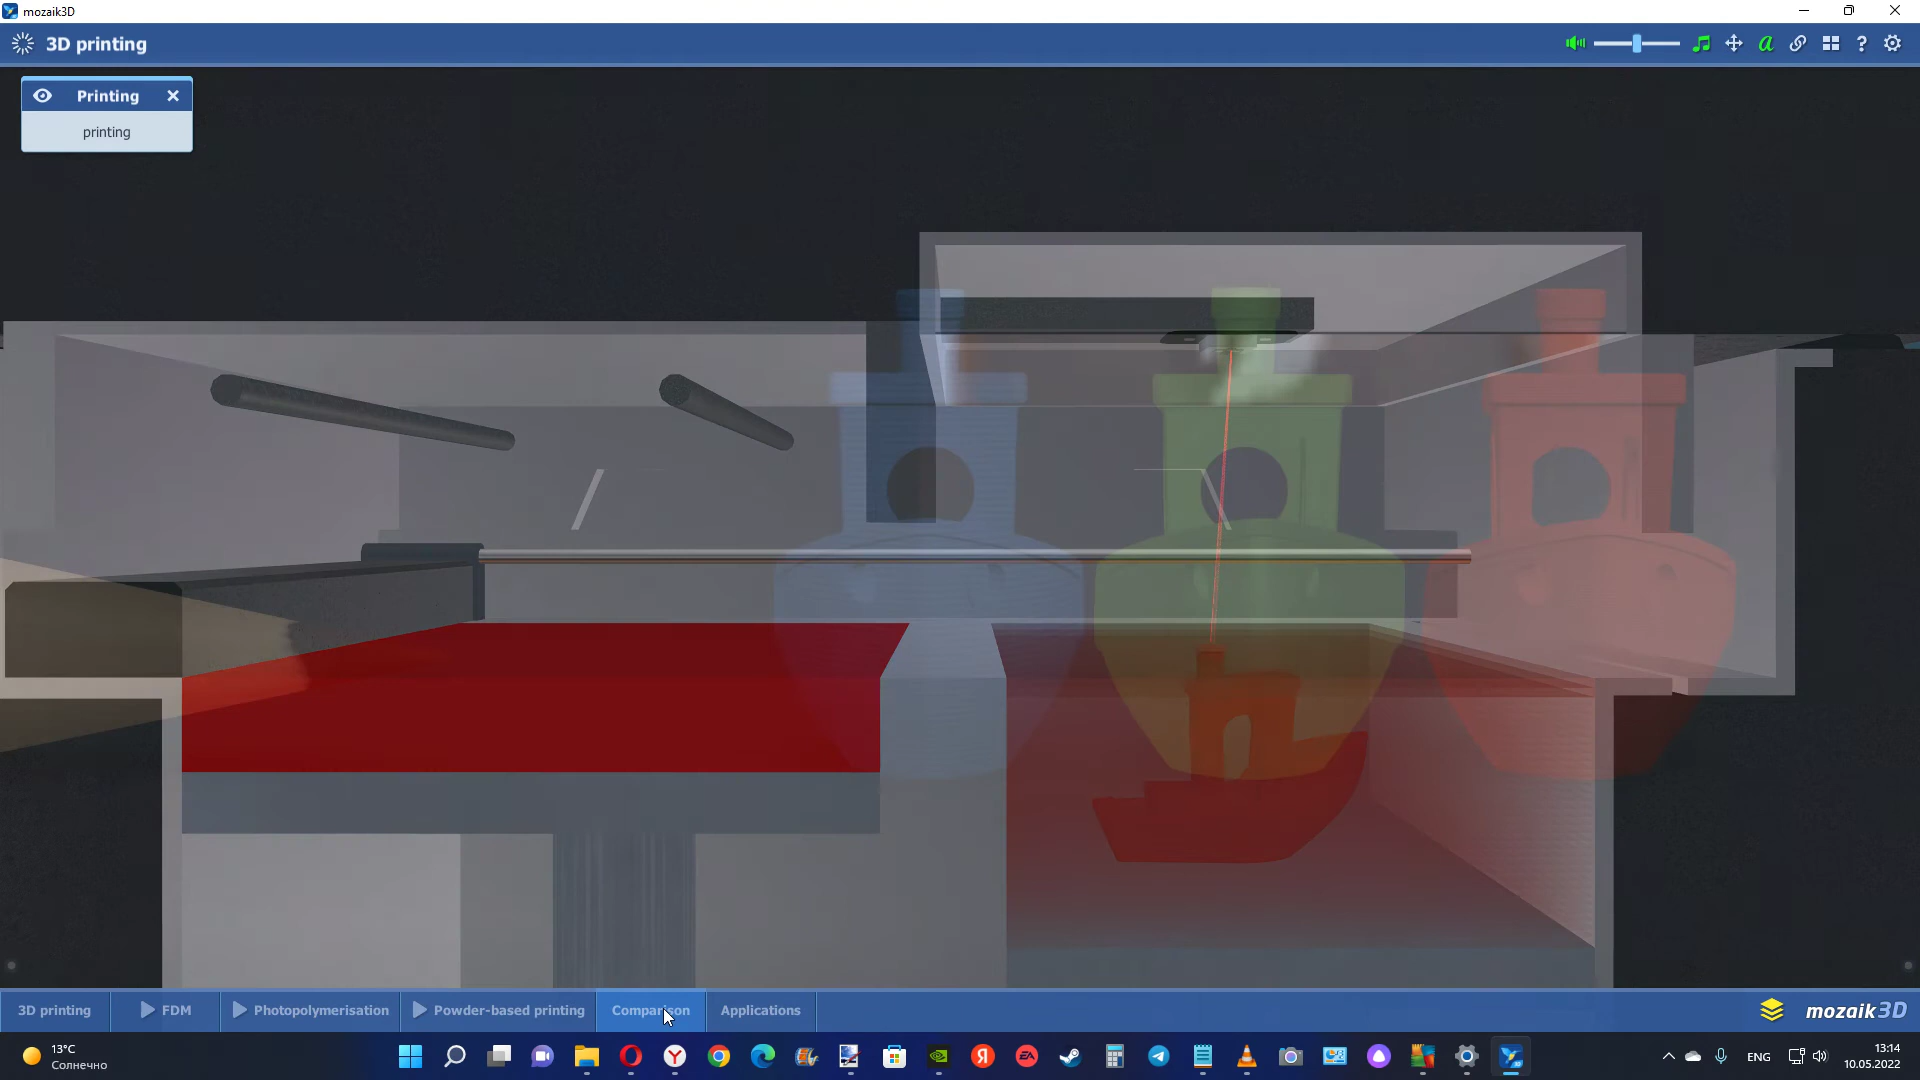 mozaik3D
3D printing
Printing
printing
3D printing
FDM
Photopolymerisation
Powder-based printing
Comparison
Applications
mozaik3D
13°C
Солнечно
ENG
13:14
10.05.2022